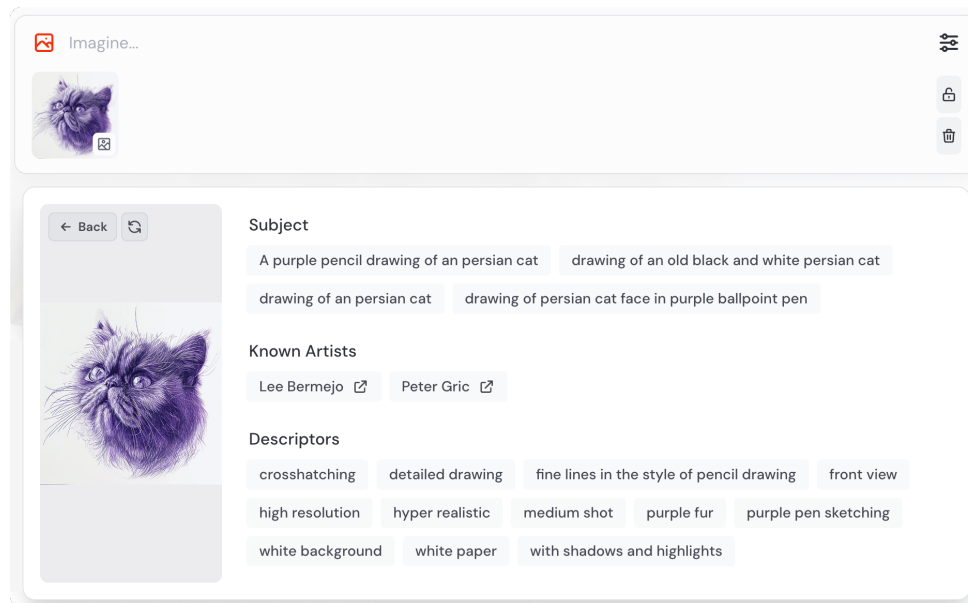 Imagine...
Back
Subject
A purple pencil drawing of an persian cat drawing of an old black and white persian cat
drawing of an persian cat drawing of persian cat face in purple ballpoint pen
Known Artists
Lee Bermejo Peter Gric
Descriptors
crosshatching detailed drawing fine lines in the style of pencil drawing front view
high resolution hyper realistic medium shot purple fur purple pen sketching
white background white paper with shadows and highlights